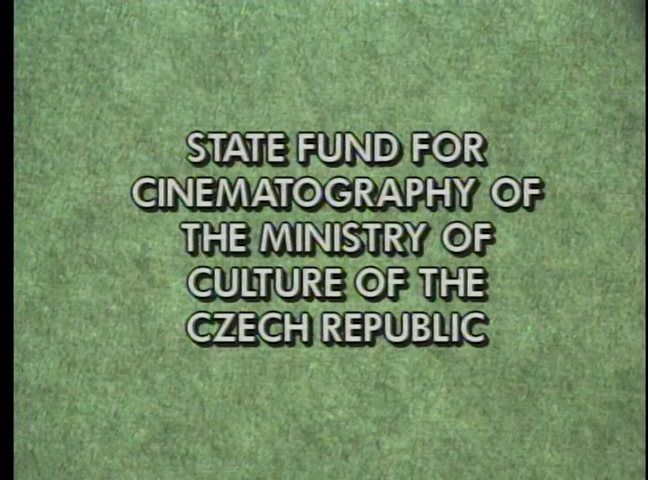 STATE FUND FOR
CINEMATOGRAPHY OF
THE MINISTRY OF
CULTURE OF THE
CZECH REPUBLIC